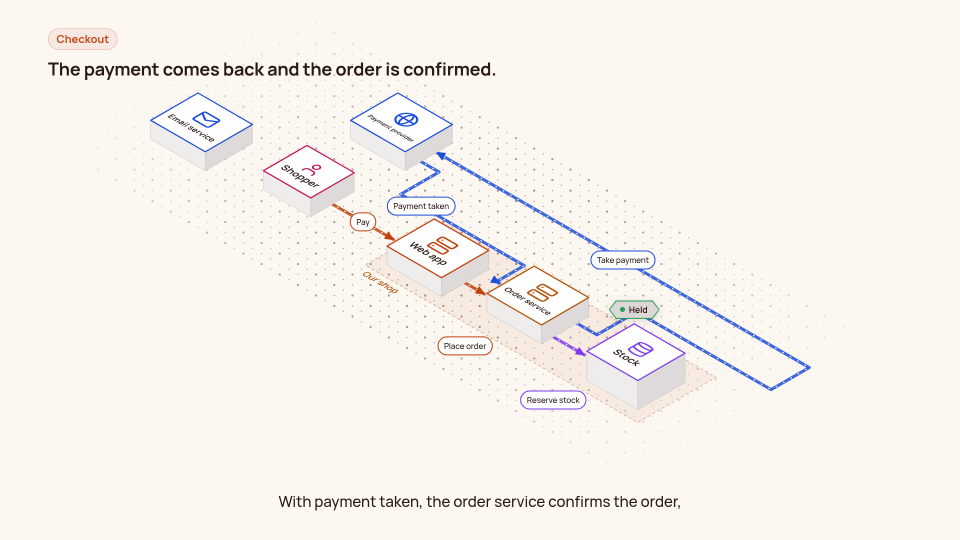 Checkout
The payment comes back and the order is confirmed.
Email service
Payment provider
Shopper
Payment taken
Pay
Web app
Our shop
Take payment
Order service
Held
Place order
Stock
Reserve stock
With payment taken, the order service confirms the order,